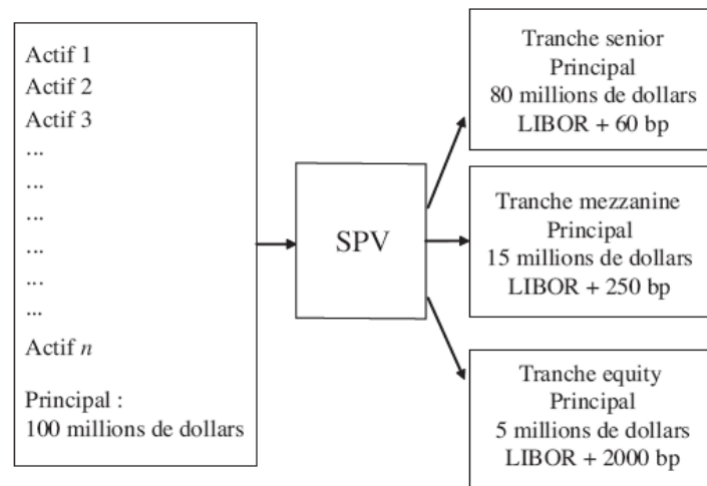 Actif 1
Actif 2
Actif 3
...
...
...
...
...
...
Actif n
Principal :
100 millions de dollars
SPV
Tranche senior
Principal
80 millions de dollars
LIBOR + 60 bp
Tranche mezzanine
Principal
15 millions de dollars
LIBOR + 250 bp
Tranche equity
Principal
5 millions de dollars
LIBOR + 2000 bp